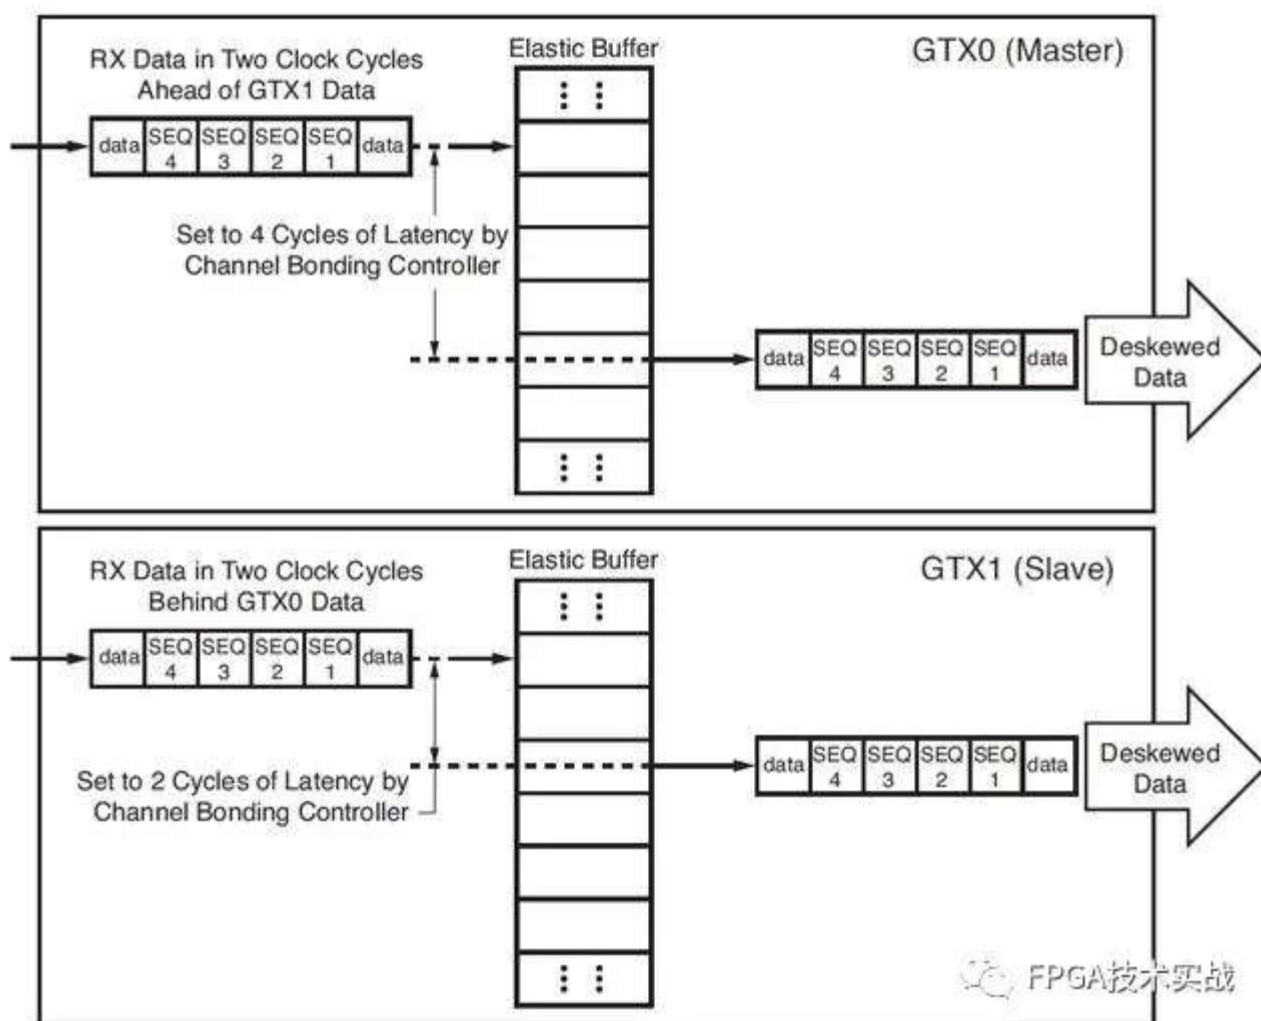 Elastic Buffer
GTX0 (Master)
RX Data in Two Clock Cycles
Ahead of GTX1 Data
data SEQ 4 SEQ 3 SEQ 2 SEQ 1 data
Set to 4 Cycles of Latency by
Channel Bonding Controller
data SEQ 4 SEQ 3 SEQ 2 SEQ 1 data
Deskewed
Data
Elastic Buffer
GTX1 (Slave)
RX Data in Two Clock Cycles
Behind GTX0 Data
data SEQ 4 SEQ 3 SEQ 2 SEQ 1 data
Set to 2 Cycles of Latency by
Channel Bonding Controller
data SEQ 4 SEQ 3 SEQ 2 SEQ 1 data
Deskewed
Data
FPGA技术实战